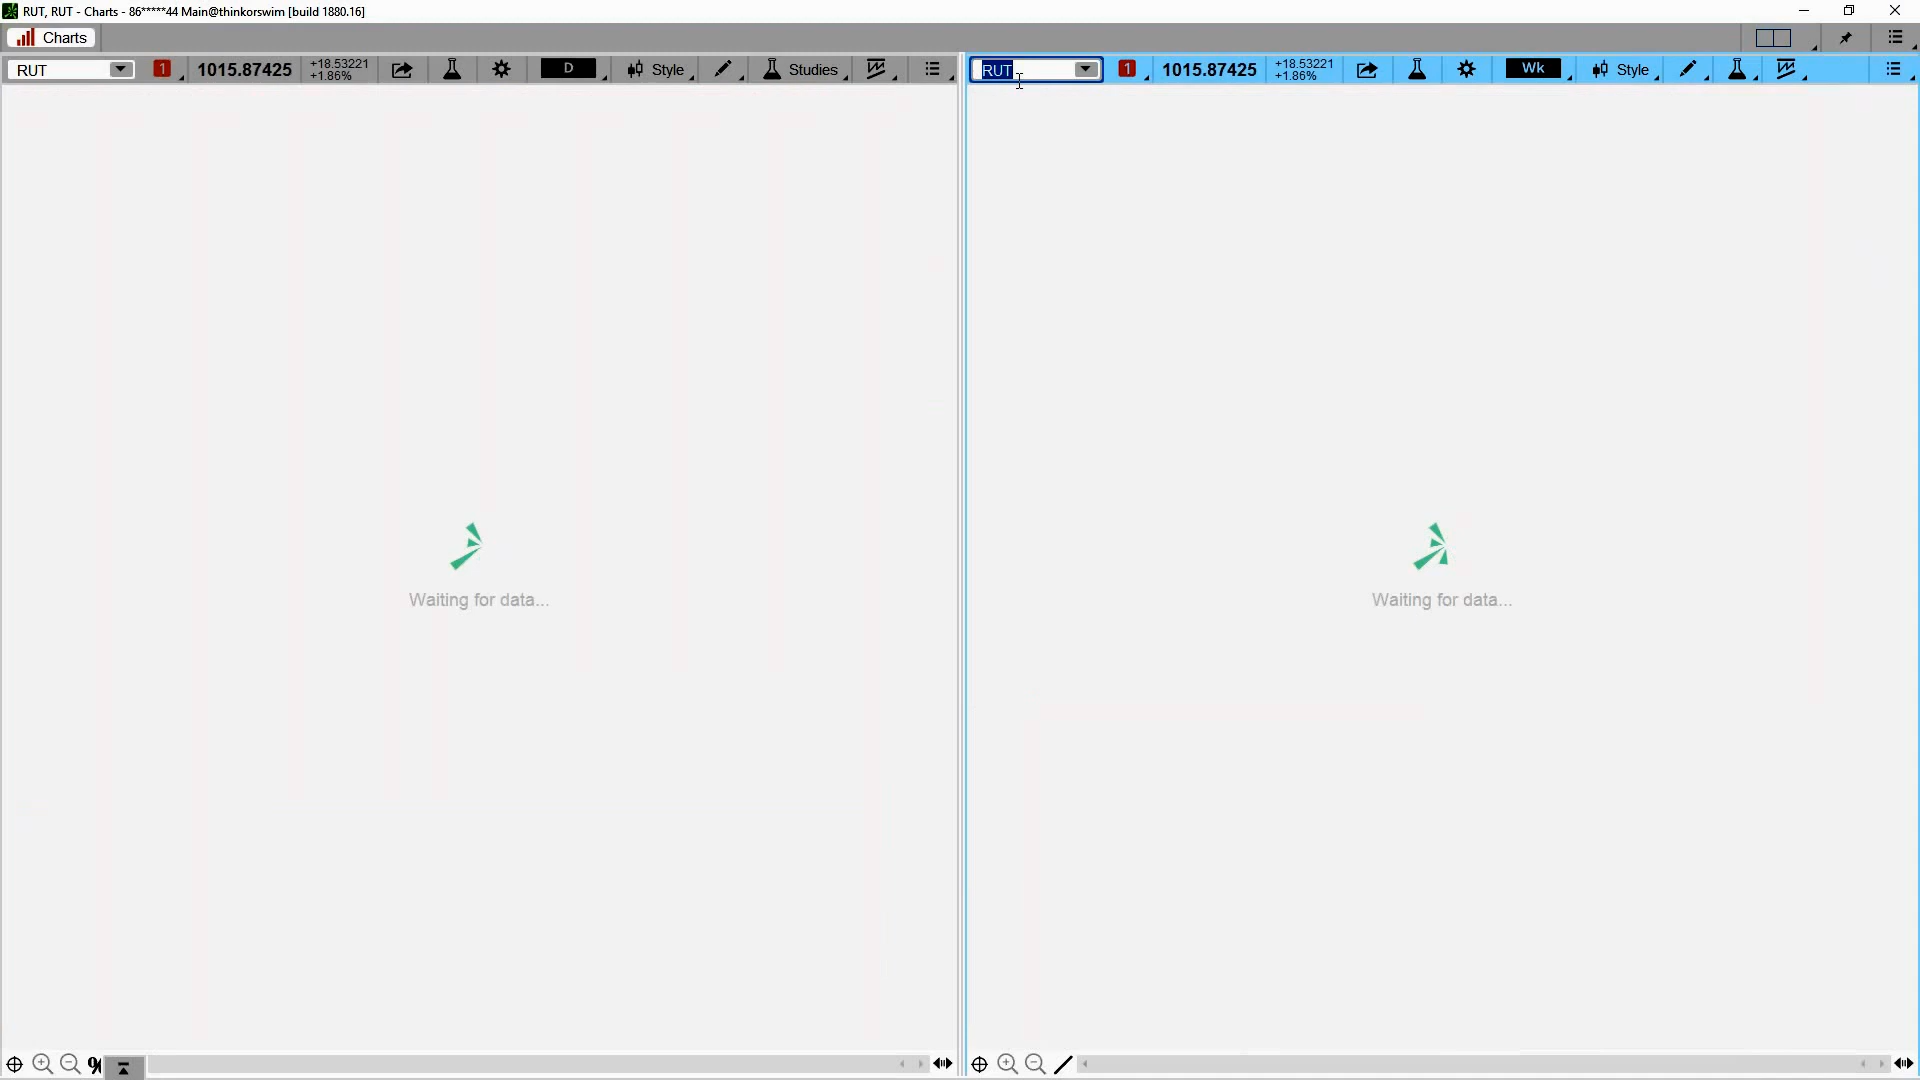 RUT, RUT - Charts - 86*****44 Main@thinkorswim [build 1880.16]
Charts
RUT 1 1015.87425 +18.53221 D Style Studies
+1.86%
RUT 1 1015.87425 +18.53221 Wk Style
+1.86%
Waiting for data...
Waiting for data...